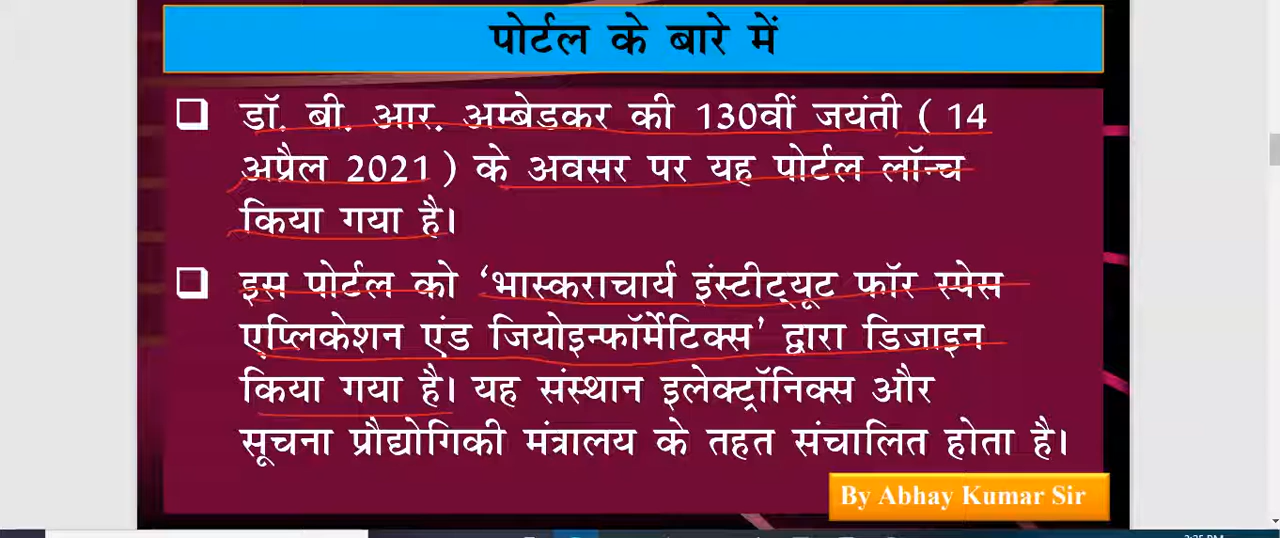 पोर्टल के बारे में
❑ डॉ. बी. आर. अम्बेडकर की 130वीं जयंती ( 14
अप्रैल 2021 ) के अवसर पर यह पोर्टल लॉन्च
किया गया है।
❑ इस पोर्टल को ‘भास्कराचार्य इंस्टीट्यूट फॉर स्पेस
एप्लिकेशन एंड जियोइन्फॉर्मेटिक्स’ द्वारा डिजाइन
किया गया है। यह संस्थान इलेक्ट्रॉनिक्स और
सूचना प्रौद्योगिकी मंत्रालय के तहत संचालित होता है।
By Abhay Kumar Sir